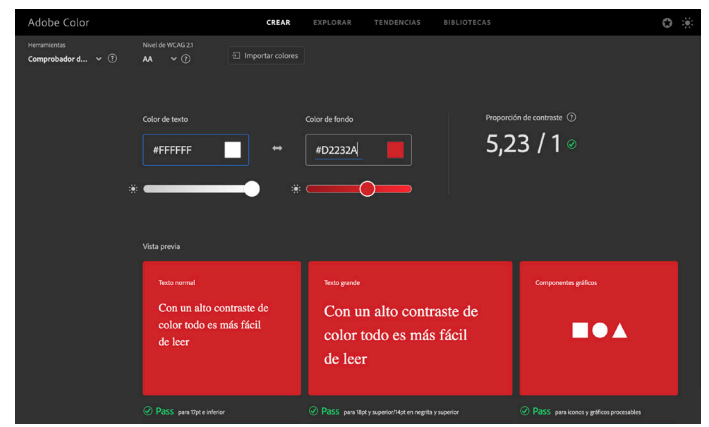 Adobe Color
CREAR EXPLORAR TENDENCIAS BIBLIOTECAS
Herramientas
Comprobador d...
Nivel de WCAG 2.1
AA
Importar colores
Color de texto
#FFFFFF
Color de fondo
#D2232A
Proporción de contraste
5,23 / 1
Vista previa
Texto normal
Con un alto contraste de
color todo es más fácil
de leer
Texto grande
Con un alto contraste de
color todo es más fácil
de leer
Componentes gráficos
Pass para 17pt e inferior
Pass para 18pt y superior/14pt en negrita y superior
Pass para iconos y gráficos procesables